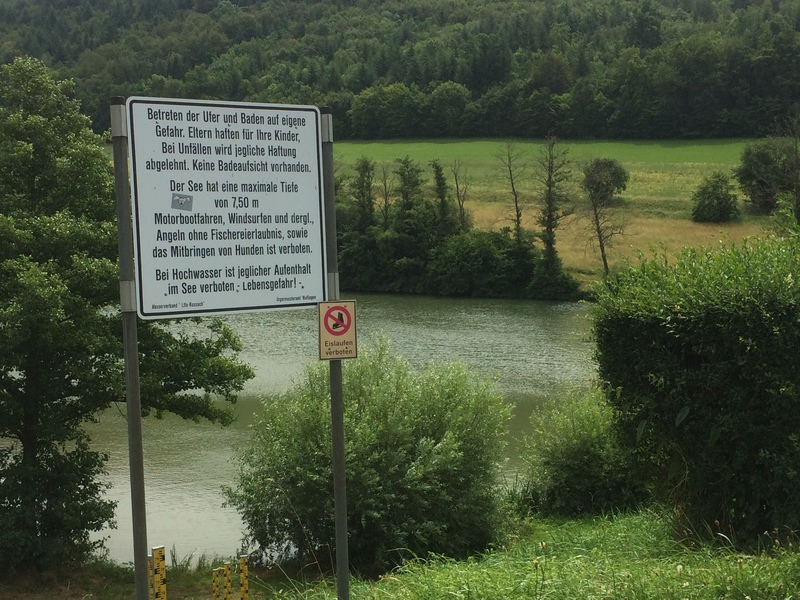 Betreten der Ufer und Baden auf eigene
Gefahr. Eltern haften für Ihre Kinder,
Bei Unfällen wird jegliche Haftung
abgelehnt. Keine Badeaufsicht vorhanden.
Der See hat eine maximale Tiefe
von 7,50 m
Motorbootfahren, Windsurfen und dergl.,
Angeln ohne Fischereierlaubnis, sowie
das Mitbringen von Hunden ist verboten.
Bei Hochwasser ist jeglicher Aufenthalt
im See verboten - Lebensgefahr! -
Wasserverband
Bürgermeisteramt
Eislaufen
verboten